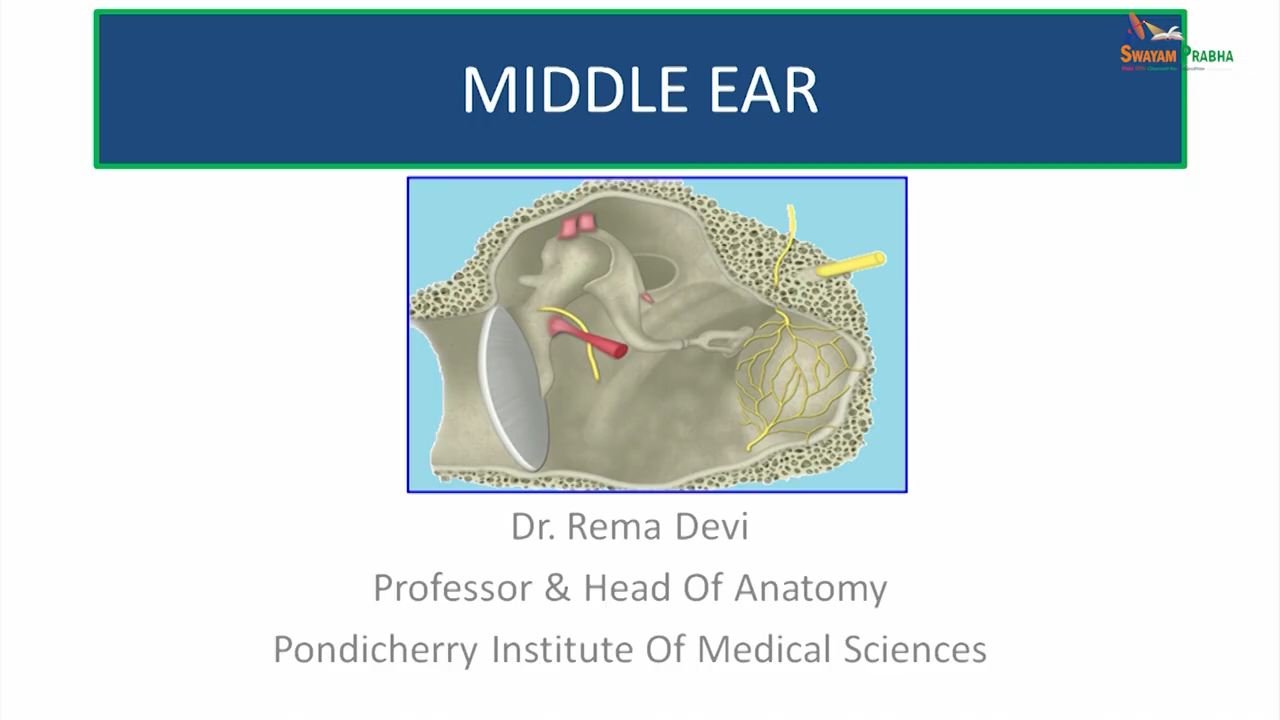 MIDDLE EAR
SWAYAM PRABHA
Dr. Rema Devi
Professor & Head Of Anatomy
Pondicherry Institute Of Medical Sciences